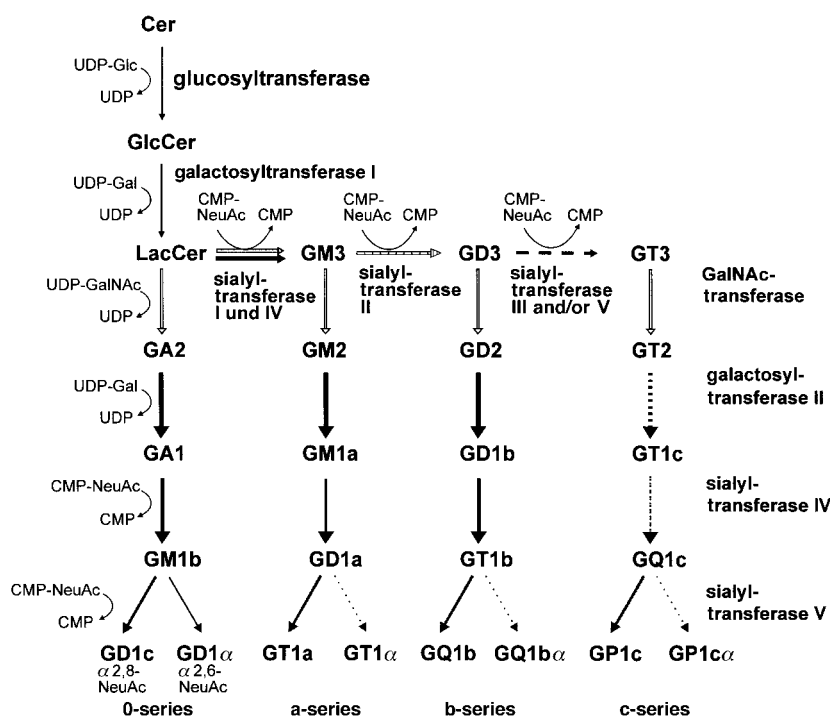 Cer
UDP-Glc
glucosyltransferase
UDP
GlcCer
galactosyltransferase I
UDP-Gal
UDP
CMP-
NeuAc
CMP
CMP-
NeuAc
CMP
CMP-
NeuAc
CMP
LacCer
GM3
GD3
GT3
sialyl-
transferase
I und IV
sialyl-
transferase
II
sialyl-
transferase
III and/or V
GalNAc-
transferase
UDP-GalNAc
UDP
GA2
GM2
GD2
GT2
UDP-Gal
UDP
galactosyl-
transferase II
GA1
GM1a
GD1b
GT1c
CMP-NeuAc
CMP
sialyl-
transferase IV
GM1b
GD1a
GT1b
GQ1c
CMP-NeuAc
CMP
sialyl-
transferase V
GD1c
GD1α
GT1a
GT1α
GQ1b
GQ1bα
GP1c
GP1cα
α 2,8-
NeuAc
α 2,6-
NeuAc
0-series
a-series
b-series
c-series